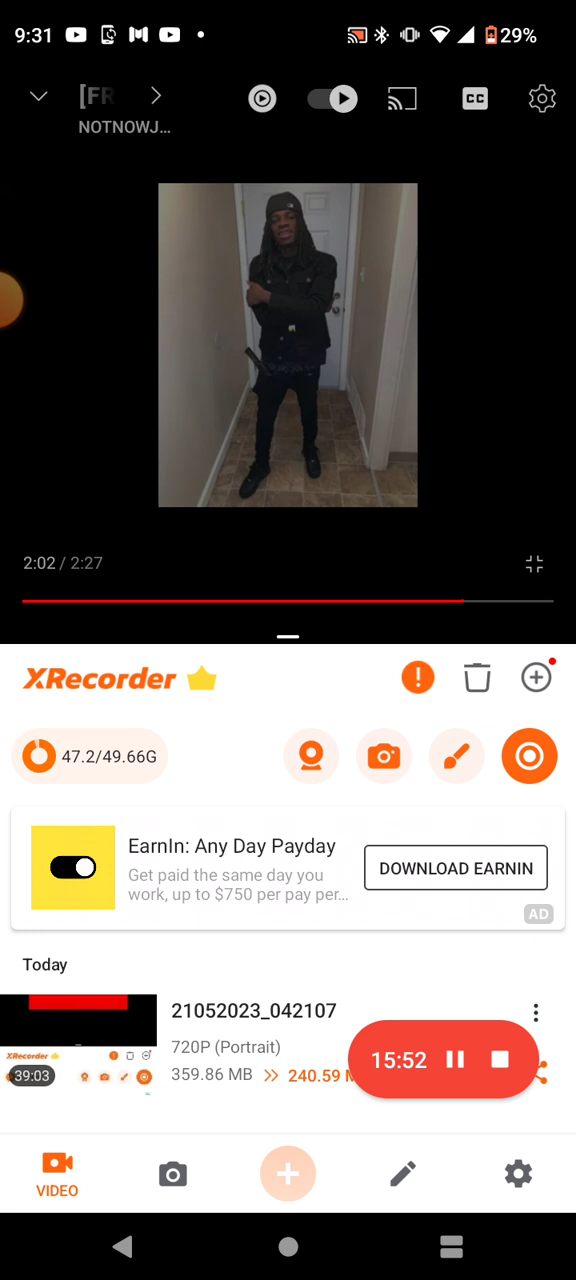 9:31
29%
[FR
NOTNOWJ...
CC
2:02 / 2:27
XRecorder
47.2/49.66G
EarnIn: Any Day Payday
Get paid the same day you
work, up to $750 per pay per...
DOWNLOAD EARNIN
AD
Today
21052023_042107
720P (Portrait)
359.86 MB >> 240.59 M
XRecorder
39:03
15:52
VIDEO